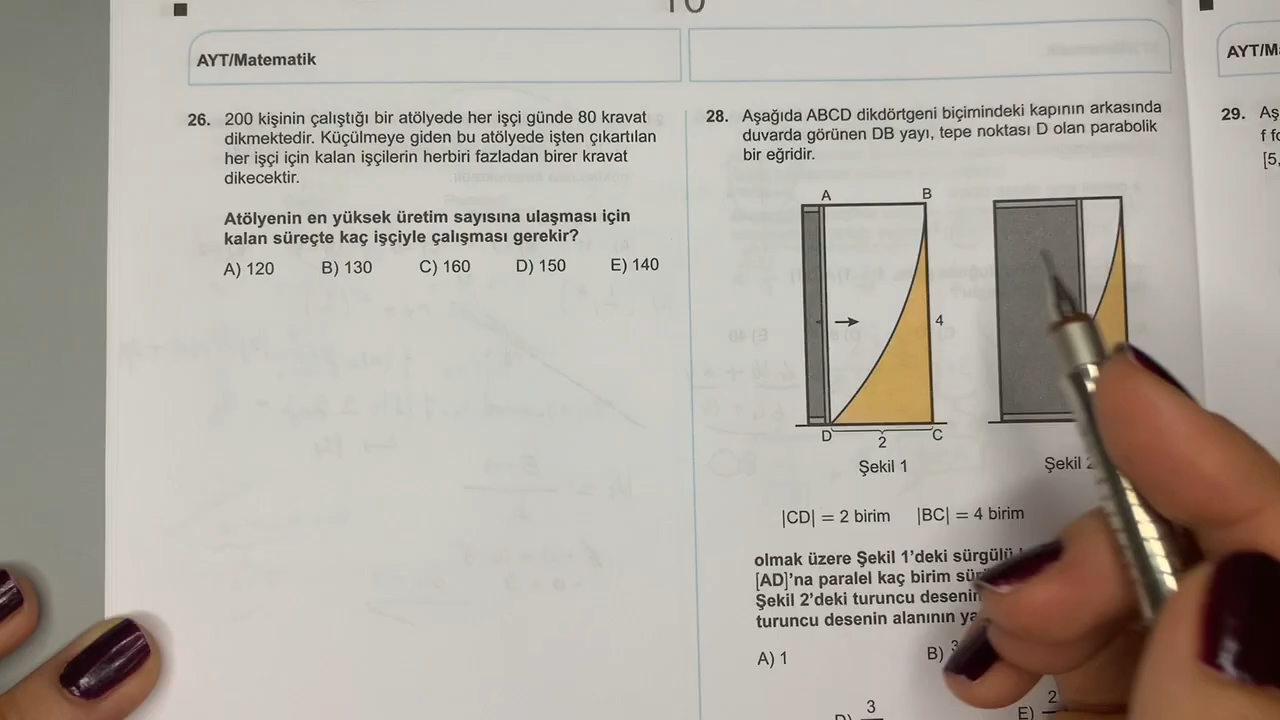 10
AYT/Matematik
26. 200 kişinin çalıştığı bir atölyede her işçi günde 80 kravat
dikmektedir. Küçülmeye giden bu atölyede işten çıkartılan
her işçi için kalan işçilerin herbiri fazladan birer kravat
dikecektir.
Atölyenin en yüksek üretim sayısına ulaşması için
kalan süreçte kaç işçiyle çalışması gerekir?
A) 120 B) 130 C) 160 D) 150 E) 140
28. Aşağıda ABCD dikdörtgeni biçimindeki kapının arkasında
duvarda görünen DB yayı, tepe noktası D olan parabolik
bir eğridir.
A B
4
D 2 C
Şekil 1 Şekil
|CD| = 2 birim |BC| = 4 birim
olmak üzere Şekil 1'deki sürgülü
[AD]'na paralel kaç birim
Şekil 2'deki turuncu desenin
turuncu desenin alanının
A) 1 B) 3
D) 3 E) 2
AYT/M
29. Aş
f
[5,